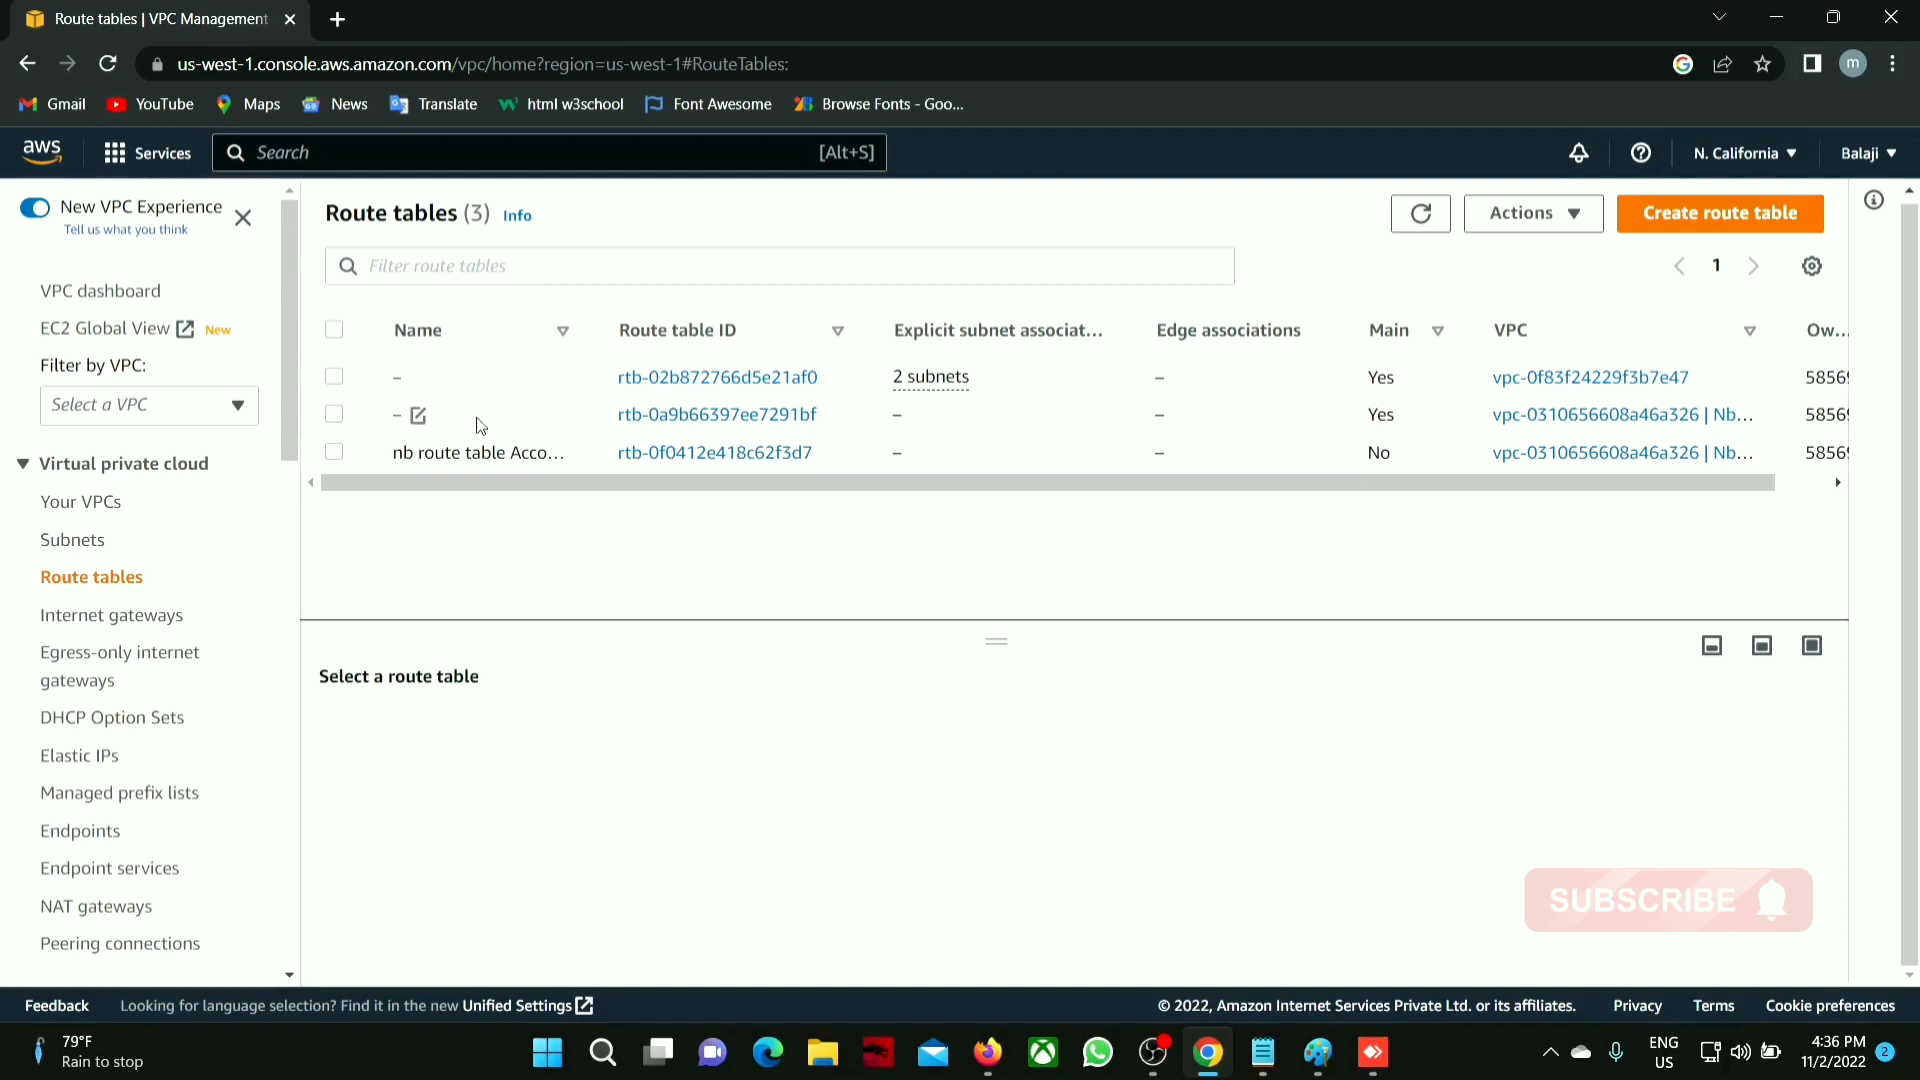 Route tables | VPC Management
us-west-1.console.aws.amazon.com/vpc/home?region=us-west-1#RouteTables:
m
Gmail YouTube Maps News Translate html w3school Font Awesome Browse Fonts - Goo...
aws Services Search [Alt+S] N. California Balaji
New VPC Experience
Tell us what you think
VPC dashboard
EC2 Global View New
Filter by VPC:
Select a VPC
Virtual private cloud
Your VPCs
Subnets
Route tables
Internet gateways
Egress-only internet
gateways
DHCP Option Sets
Elastic IPs
Managed prefix lists
Endpoints
Endpoint services
NAT gateways
Peering connections
Route tables (3) Info
Actions
Create route table
Filter route tables
1
Name Route table ID Explicit subnet associat... Edge associations Main VPC Ow...
– rtb-02b872766d5e21af0 2 subnets – Yes vpc-0f83f24229f3b7e47 5856
– rtb-0a9b66397ee7291bf – – Yes vpc-0310656608a46a326 | Nb... 5856
nb route table Acco... rtb-0f0412e418c62f3d7 – – No vpc-0310656608a46a326 | Nb... 5856
Select a route table
SUBSCRIBE
Feedback Looking for language selection? Find it in the new Unified Settings © 2022, Amazon Internet Services Private Ltd. or its affiliates. Privacy Terms Cookie preferences
79°F
Rain to stop
ENG
US
4:36 PM
11/2/2022
2